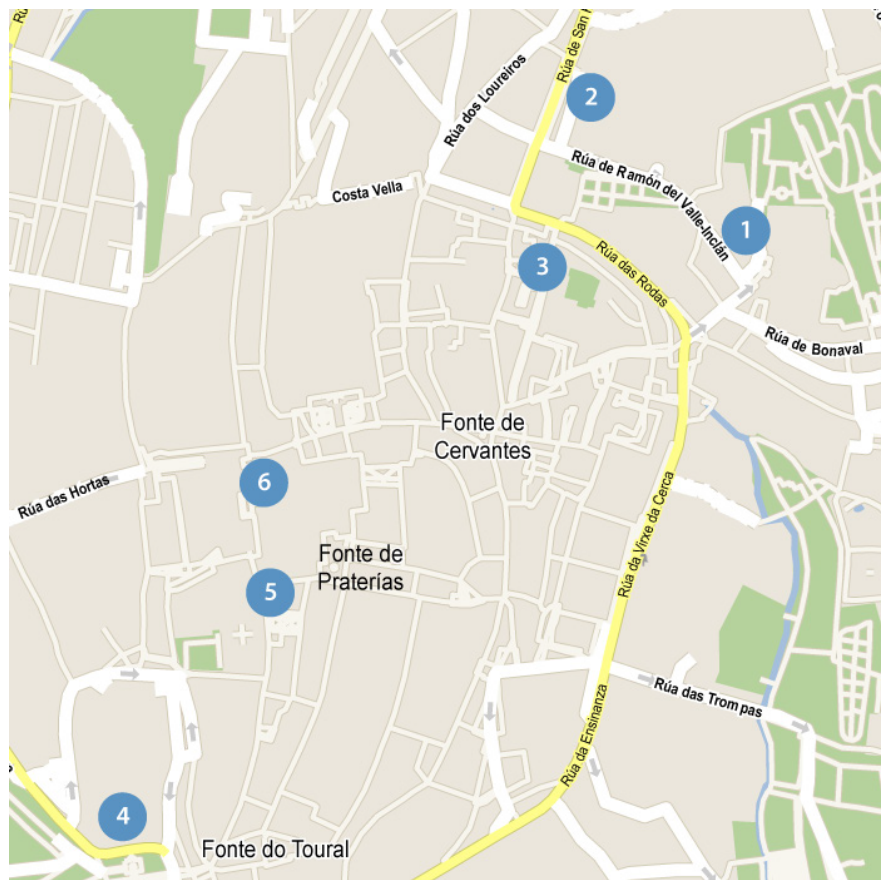 Rúa de San
2
Rúa dos Loureiros
Rúa de Ramón del Valle-Inclán
Costa Vella
1
3
Rúa das Rodas
Rúa de Bonaval
Fonte de
Cervantes
6
Rúa das Hortas
Rúa da Virxe da Cerca
Fonte de
Praterías
5
Rúa das Trompas
Rúa da Ensinanza
4
Fonte do Toural